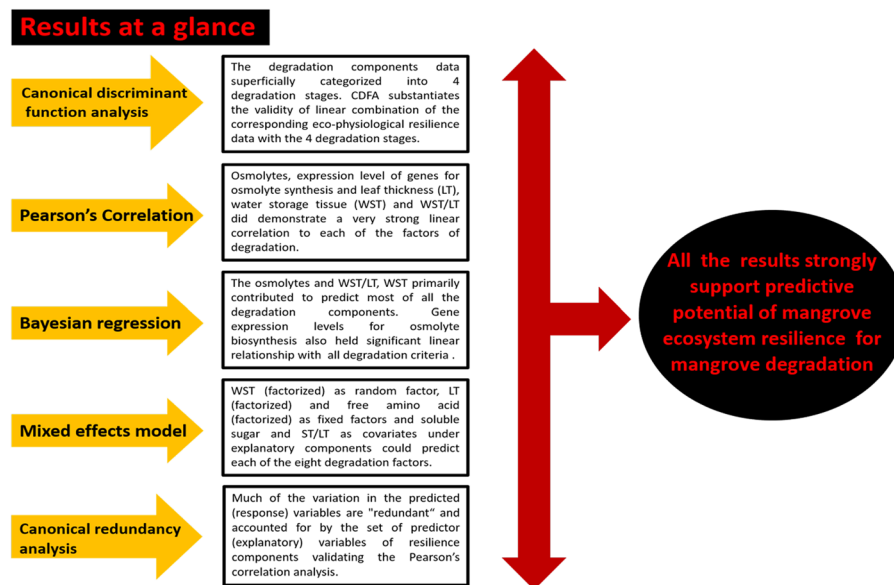 Results at a glance
Canonical discriminant
function analysis
The degradation components data
superficially categorized into 4
degradation stages. CDFA substantiates
the validity of linear combination of the
corresponding eco-physiological resilience
data with the 4 degradation stages.
Pearson's Correlation
Osmolytes, expression level of genes for
osmolyte synthesis and leaf thickness (LT),
water storage tissue (WST) and WST/LT
did demonstrate a very strong linear
correlation to each of the factors of
degradation.
Bayesian regression
The osmolytes and WST/LT, WST primarily
contributed to predict most of all the
degradation components. Gene
expression levels for osmolyte
biosynthesis also held significant linear
relationship with all degradation criteria .
Mixed effects model
WST (factorized) as random factor, LT
(factorized) and free amino acid
(factorized) as fixed factors and soluble
sugar and ST/LT as covariates under
explanatory components could predict
each of the eight degradation factors.
Canonical redundancy
analysis
Much of the variation in the predicted
(response) variables are "redundant“ and
accounted for by the set of predictor
(explanatory) variables of resilience
components validating the Pearson's
correlation analysis.
All the results strongly
support predictive
potential of mangrove
ecosystem resilience for
mangrove degradation